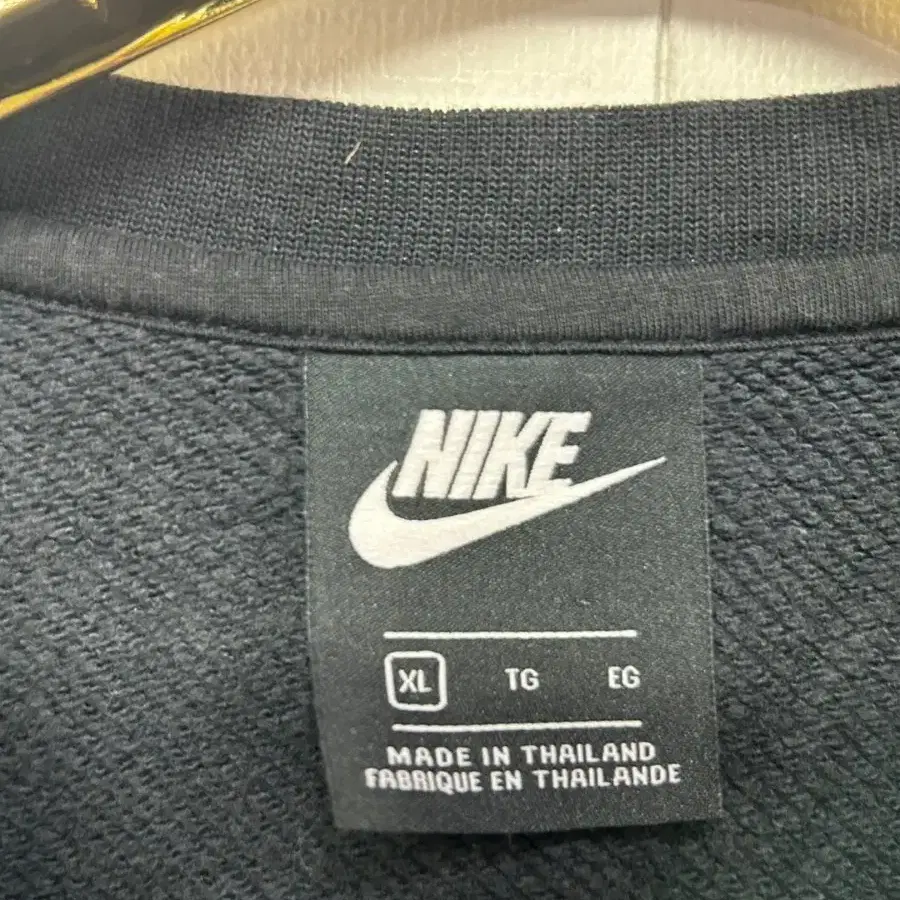 NIKE
XL TG EG
MADE IN THAILAND
FABRIQUE EN THAILANDE